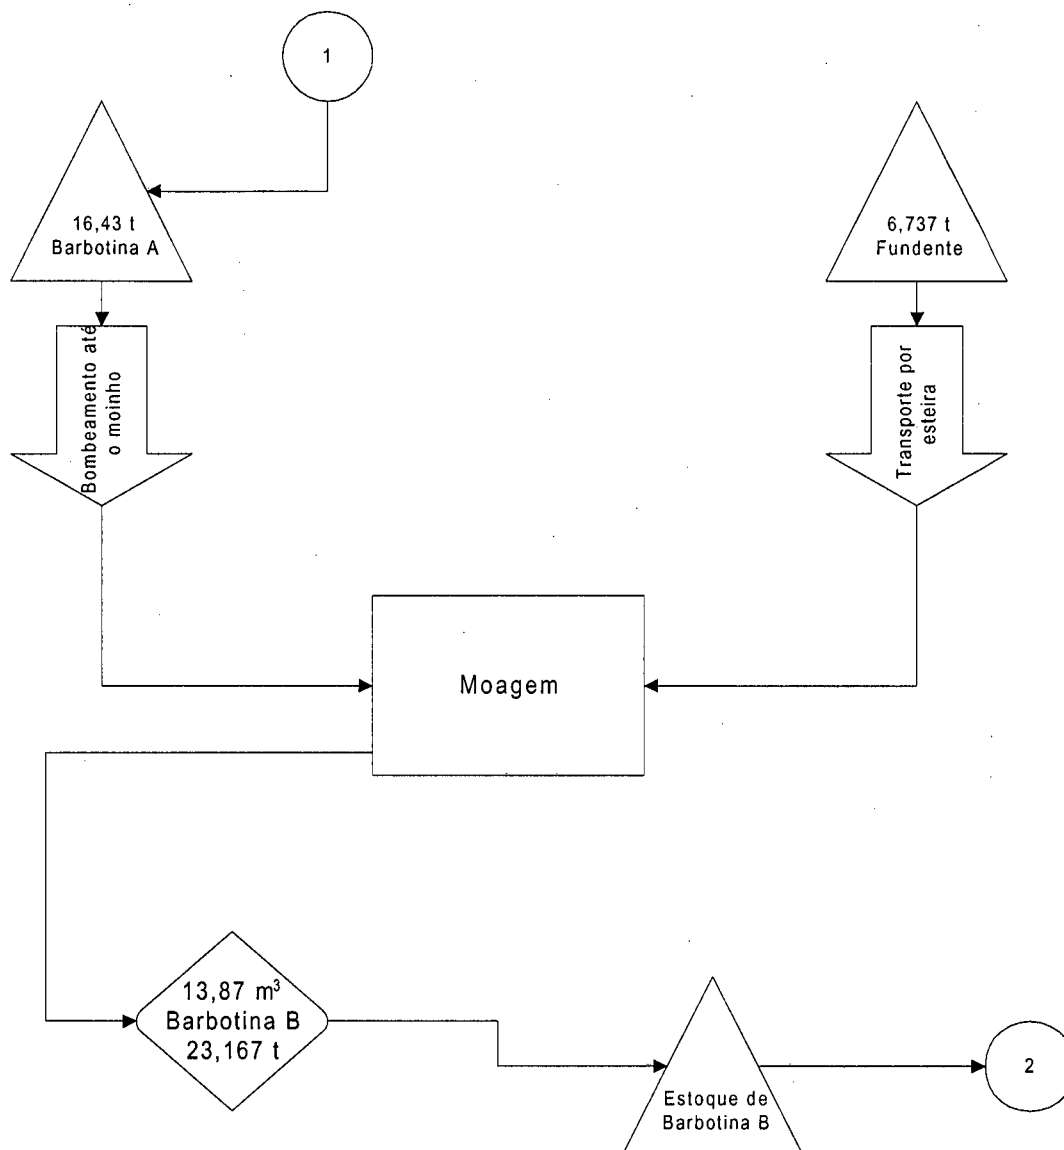 1
16,43 t
Barbotina A
6,737 t
Fundente
Bombeamento até
o moinho
Transporte por
esteira
Moagem
13,87 m³
Barbotina B
23,167 t
Estoque de
Barbotina B
2